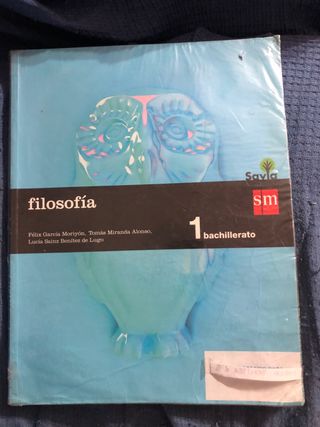 Savia
sm
filosofía
Félix García Moriyón, Tomás Miranda Alonso,
Lucía Sainz Benítez de Lugo
1 bachillerato